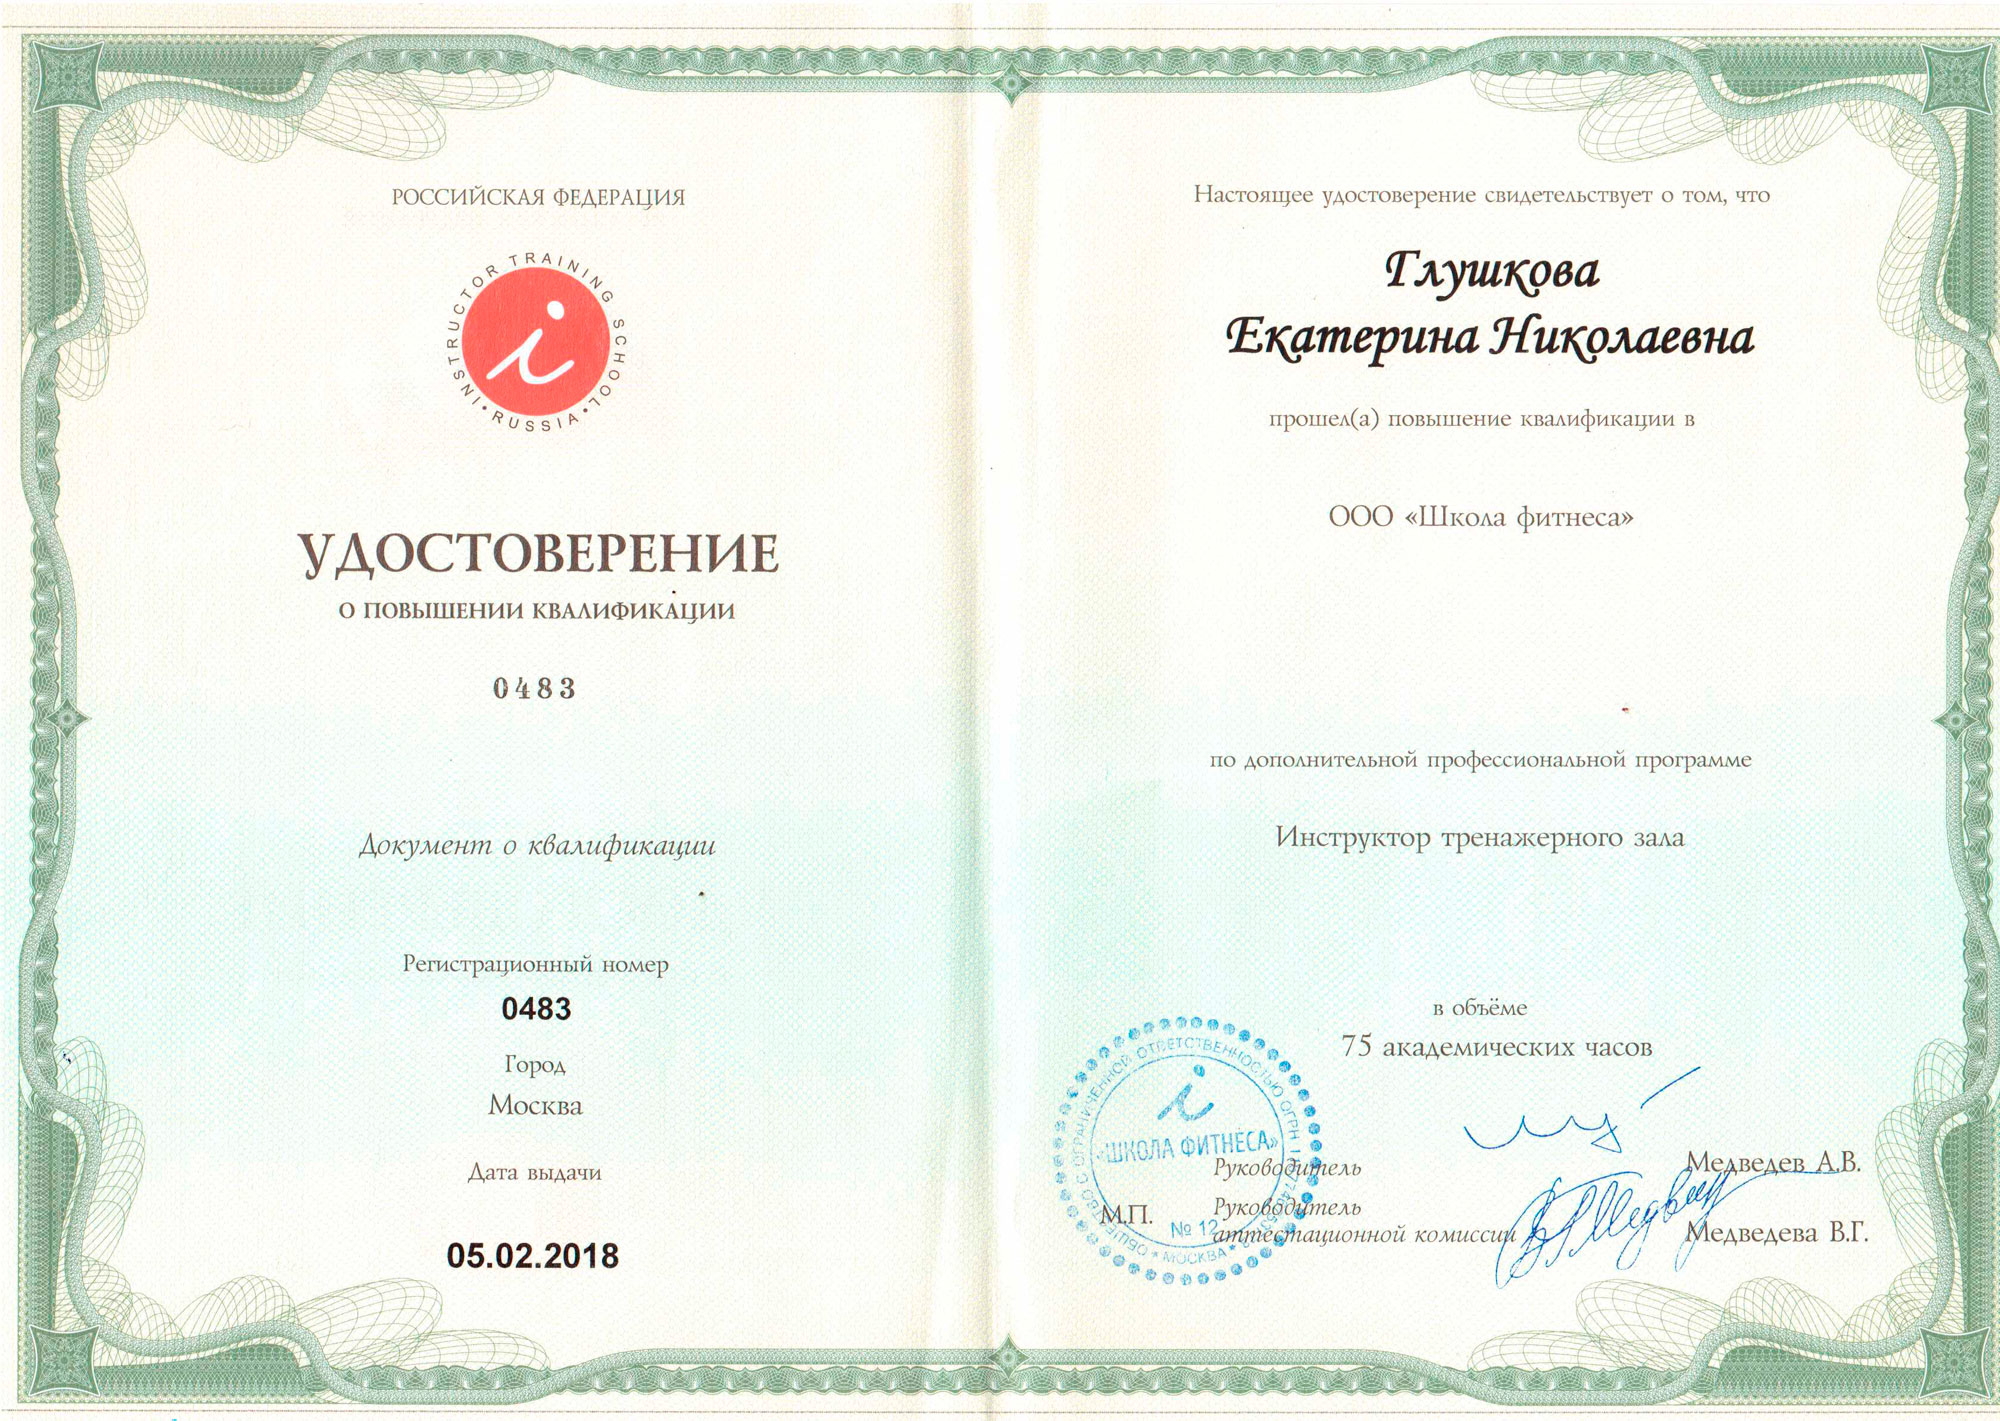 РОССИЙСКАЯ ФЕДЕРАЦИЯ
INSTRUCTOR TRAINING SCHOOL
• RUSSIA •
УДОСТОВЕРЕНИЕ
О ПОВЫШЕНИИ КВАЛИФИКАЦИИ
0483
Документ о квалификации
Регистрационный номер
0483
Город
Москва
Дата выдачи
05.02.2018
Настоящее удостоверение свидетельствует о том, что
Глушкова
Екатерина Николаевна
прошел(а) повышение квалификации в
ООО «Школа фитнеса»
по дополнительной профессиональной программе
Инструктор тренажерного зала
в объёме
75 академических часов
ОБЩЕСТВО С ОГРАНИЧЕННОЙ ОТВЕТСТВЕННОСТЬЮ ОГРН
«ШКОЛА ФИТНЕСА»
№ 12
* МОСКВА *
Руководитель
Медведев А.В.
М.П.
Руководитель
аттестационной комиссии
Медведева В.Г.